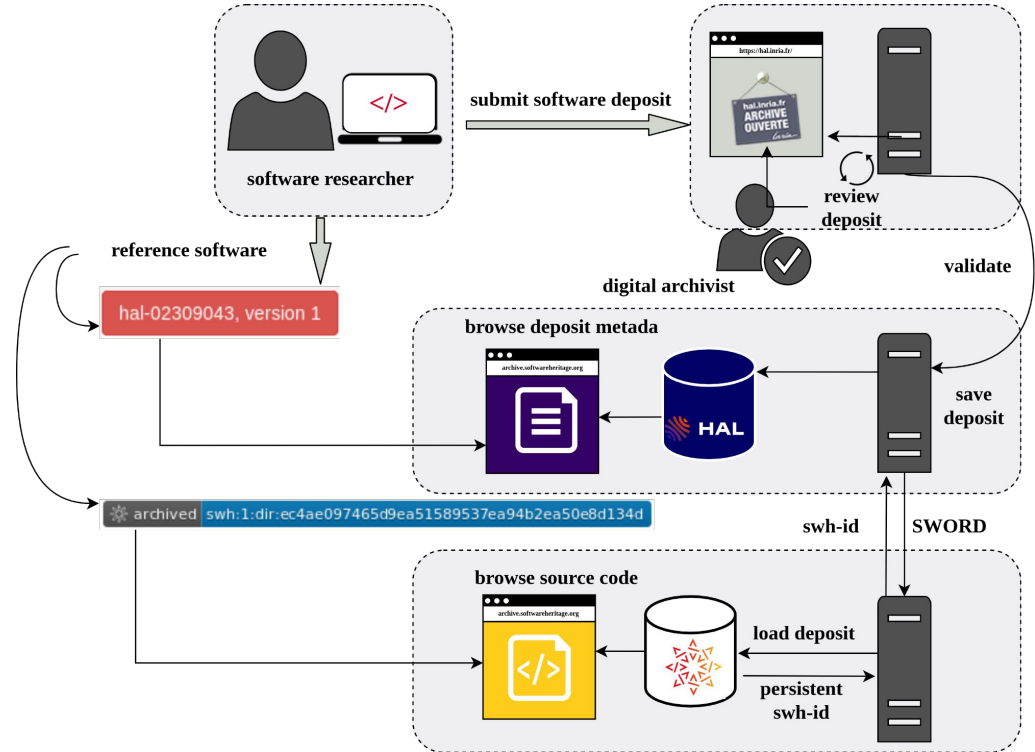 </>
software researcher
submit software deposit
https://hal.inria.fr/
hal.inria.fr
ARCHIVE
OUVERTE
Inria
review
deposit
digital archivist
validate
reference software
hal-02309043, version 1
browse deposit metada
archive.softwareheritage.org
HAL
save
deposit
archived swh:1:dir:ec4ae097465d9ea51589537ea94b2ea50e8d134d
swh-id
SWORD
browse source code
archive.softwareheritage.org
</>
load deposit
persistent
swh-id